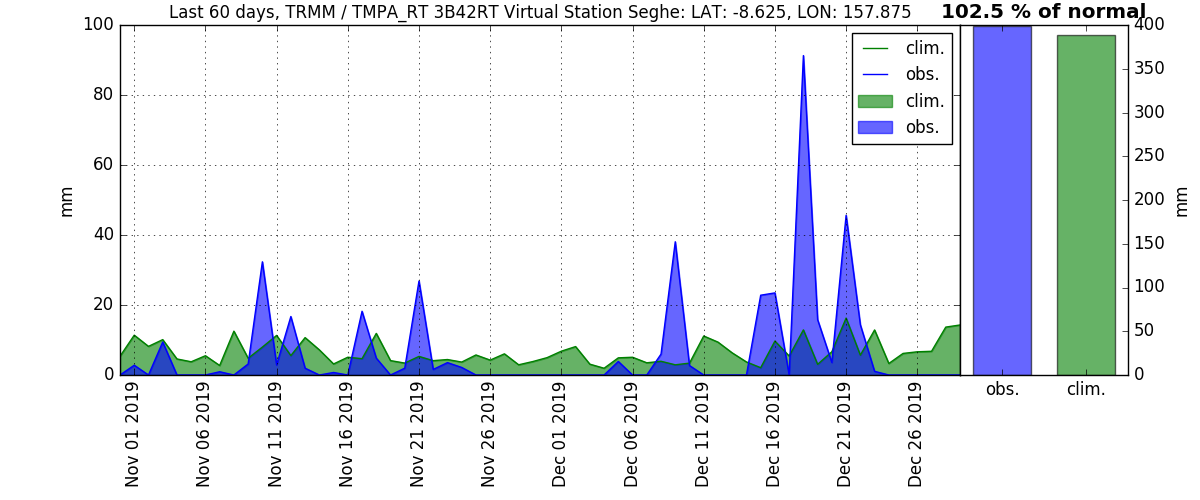 Last 60 days, TRMM / TMPA_RT 3B42RT Virtual Station Seghe: LAT: -8.625, LON: 157.875
102.5 % of normal
100
80
60
40
20
0
mm
clim.
obs.
clim.
obs.
400
350
300
250
200
150
100
50
0
mm
obs.
clim.
Nov 01 2019
Nov 06 2019
Nov 11 2019
Nov 16 2019
Nov 21 2019
Nov 26 2019
Dec 01 2019
Dec 06 2019
Dec 11 2019
Dec 16 2019
Dec 21 2019
Dec 26 2019